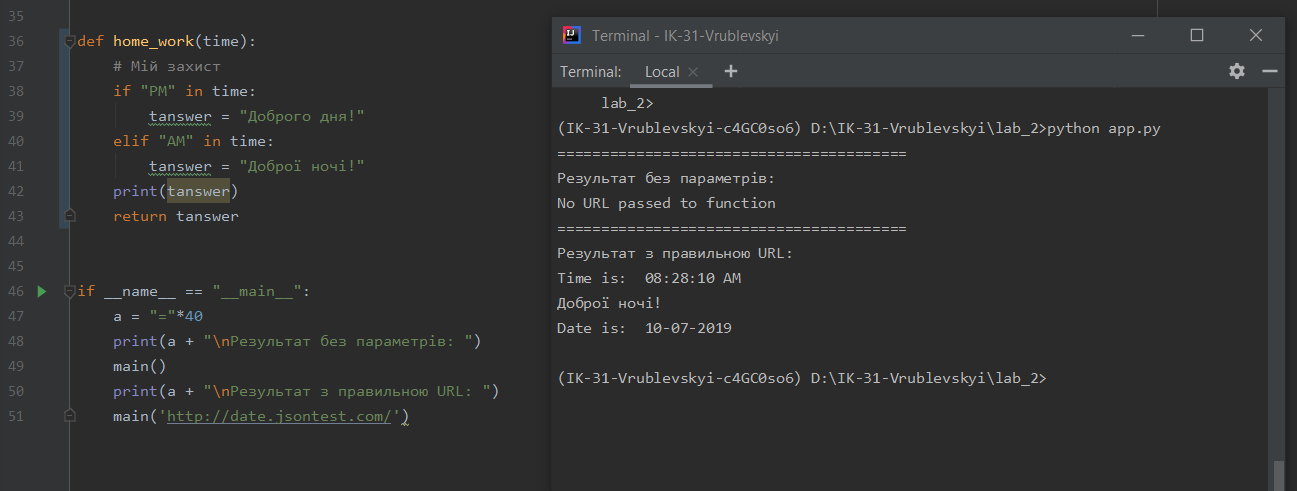 35
36 def home_work(time):
37 # Мій захист
38 if "PM" in time:
39 tanswer = "Доброго дня!"
40 elif "AM" in time:
41 tanswer = "Доброї ночі!"
42 print(tanswer)
43 return tanswer
44
45
46 if __name__ == "__main__":
47 a = "="*40
48 print(a + "\nРезультат без параметрів: ")
49 main()
50 print(a + "\nРезультат з правильною URL: ")
51 main('http://date.jsontest.com/')
Terminal - IK-31-Vrublevskyi
Terminal: Local
lab_2>
(IK-31-Vrublevskyi-c4GC0so6) D:\IK-31-Vrublevskyi\lab_2>python app.py
========================================
Результат без параметрів:
No URL passed to function
========================================
Результат з правильною URL:
Time is:  08:28:10 AM
Доброї ночі!
Date is:  10-07-2019
(IK-31-Vrublevskyi-c4GC0so6) D:\IK-31-Vrublevskyi\lab_2>